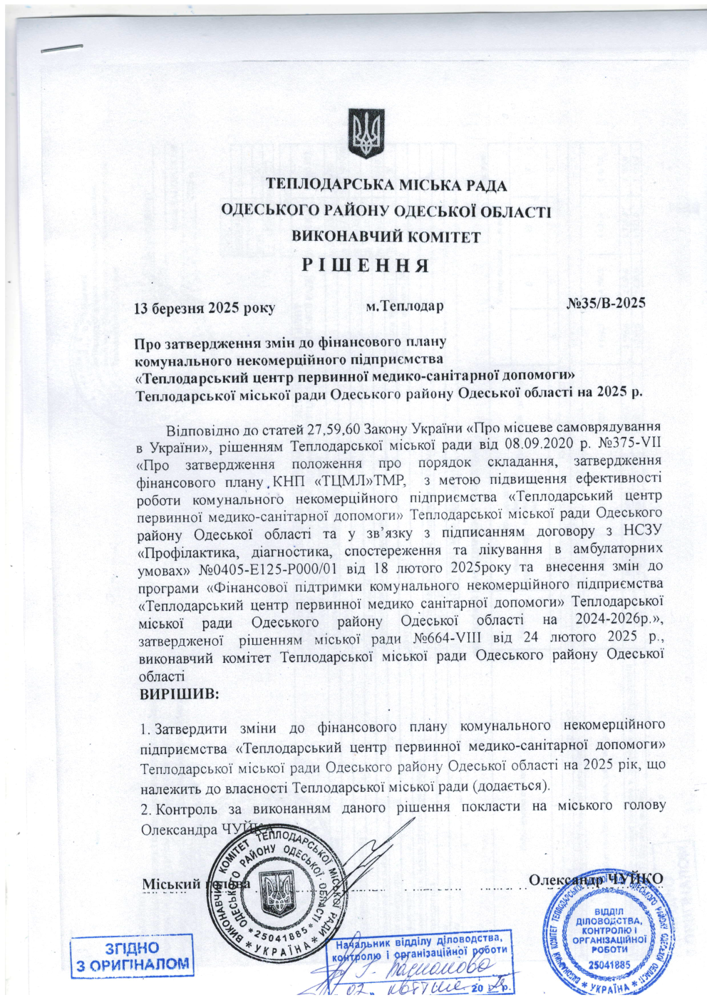 ТЕПЛОДАРСЬКА МІСЬКА РАДА
ОДЕСЬКОГО РАЙОНУ ОДЕСЬКОЇ ОБЛАСТІ
ВИКОНАВЧИЙ КОМІТЕТ
РІШЕННЯ
13 березня 2025 року м.Теплодар №35/В-2025
Про затвердження змін до фінансового плану
комунального некомерційного підприємства
«Теплодарський центр первинної медико-санітарної допомоги»
Теплодарської міської ради Одеського району Одеської області на 2025 р.
Відповідно до статей 27,59,60 Закону України «Про місцеве самоврядування
в України», рішенням Теплодарської міської ради від 08.09.2020 р. №375-VII
«Про затвердження положення про порядок складання, затвердження
фінансового плану КНП «ТЦМЛ»ТМР, з метою підвищення ефективності
роботи комунального некомерційного підприємства «Теплодарський центр
первинної медико-санітарної допомоги» Теплодарської міської ради Одеського
району Одеської області та у зв’язку з підписанням договору з НСЗУ
«Профілактика, діагностика, спостереження та лікування в амбулаторних
умовах» №0405-Е125-Р000/01 від 18 лютого 2025року та внесення змін до
програми «Фінансової підтримки комунального некомерційного підприємства
«Теплодарський центр первинної медико санітарної допомоги» Теплодарської
міської ради Одеського району Одеської області на 2024-2026р.»,
затвердженої рішенням міської ради №664-VIII від 24 лютого 2025 р.,
виконавчий комітет Теплодарської міської ради Одеського району Одеської
області
ВИРІШИВ:
1. Затвердити зміни до фінансового плану комунального некомерційного
підприємства «Теплодарський центр первинної медико-санітарної допомоги»
Теплодарської міської ради Одеського району Одеської області на 2025 рік, що
належить до власності Теплодарської міської ради (додається).
2. Контроль за виконанням даного рішення покласти на міського голову
Олександра ЧУЙКА
Міський голова Олександр ЧУЙКО
ВИКОНАВЧИЙ КОМІТЕТ ТЕПЛОДАРСЬКОЇ МІСЬКОЇ РАДИ
ОДЕСЬКОГО РАЙОНУ ОДЕСЬКОЇ ОБЛАСТІ
*25041885*
* УКРАЇНА *
ЗГІДНО
З ОРИГІНАЛОМ
Начальник відділу діловодства,
контролю і організаційної роботи
02 квітня 20 р.
ВИКОНАВЧИЙ КОМІТЕТ ТЕПЛОДАРСЬКОЇ МІСЬКОЇ РАДИ ОДЕСЬКОГО РАЙОНУ ОДЕСЬКОЇ ОБЛАСТІ
ВІДДІЛ
ДІЛОВОДСТВА,
КОНТРОЛЮ І
ОРГАНІЗАЦІЙНОЇ
РОБОТИ
25041885
* УКРАЇНА *